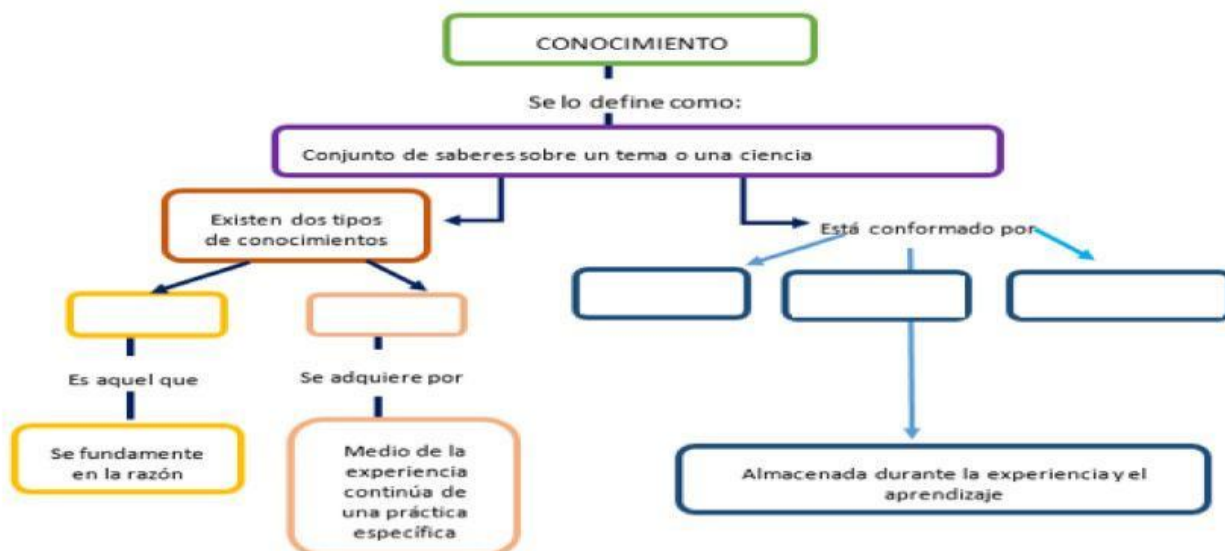 CONOCIMIENTO
Se lo define como:
Conjunto de saberes sobre un tema o una ciencia
Existen dos tipos
de conocimientos
Está conformado por
Es aquel que
Se adquiere por
Se fundamente
en la razón
Medio de la
experiencia
continúa de
una práctica
específica
Almacenada durante la experiencia y el
aprendizaje